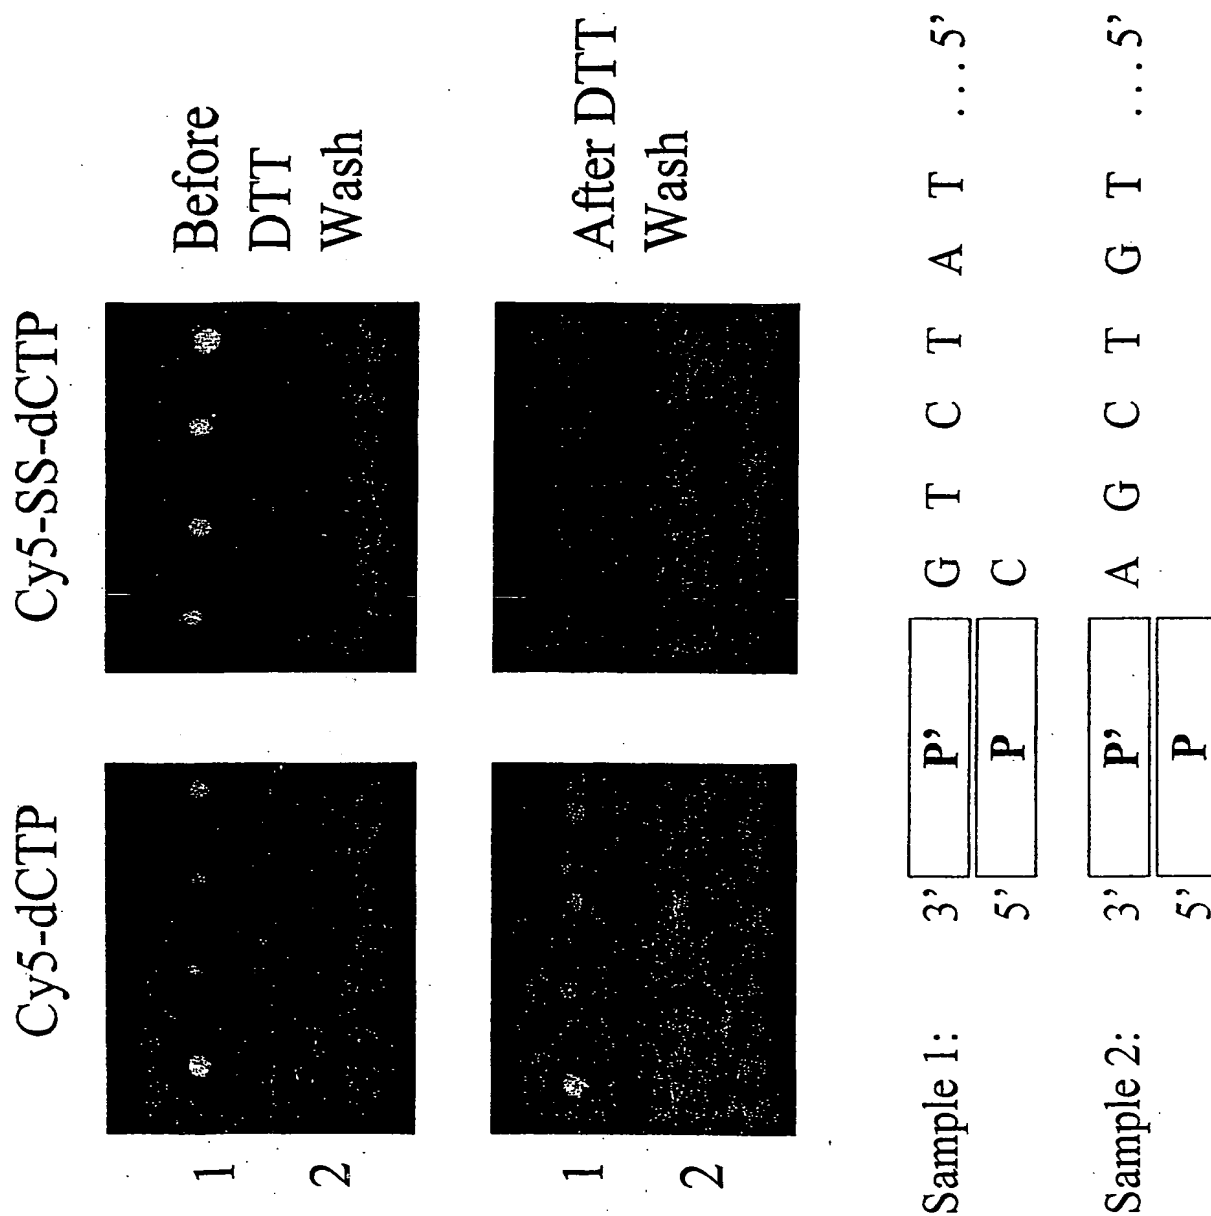 Cy5-dCTP
Cy5-SS-dCTP
1
2
Before
DTT
Wash
1
2
After DTT
Wash
Sample 1:
3' P' G T C T A T ....5'
5' P C
Sample 2:
3' P' A G C T G T ....5'
5' P